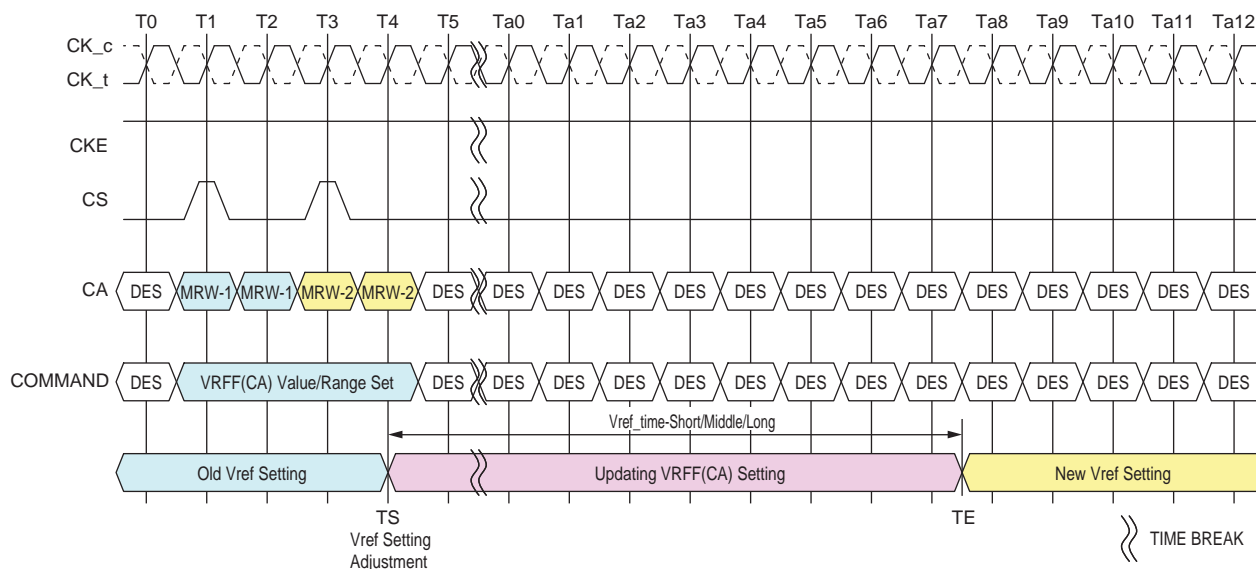 T0 T1 T2 T3 T4 T5 Ta0 Ta1 Ta2 Ta3 Ta4 Ta5 Ta6 Ta7 Ta8 Ta9 Ta10 Ta11 Ta12
CK_c
CK_t
CKE
CS
CA DES MRW-1 MRW-1 MRW-2 MRW-2 DES DES DES DES DES DES DES DES DES DES DES DES DES DES
COMMAND DES VRFF(CA) Value/Range Set DES DES DES DES DES DES DES DES DES DES DES DES DES DES
Vref_time-Short/Middle/Long
Old Vref Setting Updating VRFF(CA) Setting New Vref Setting
TS TE
Vref Setting
Adjustment
TIME BREAK